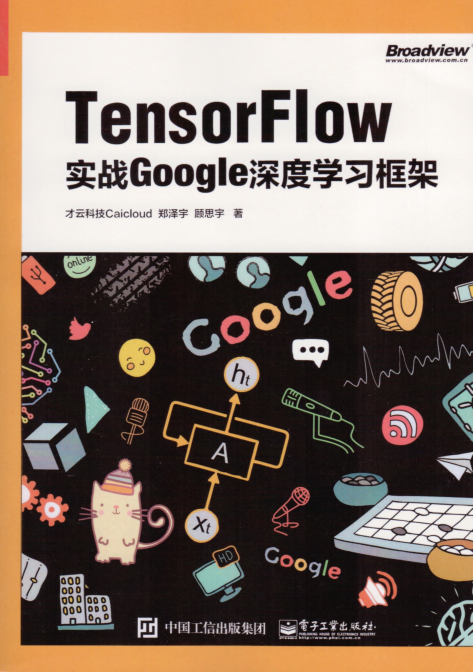 Broadview
www.broadview.com.cn
TensorFlow
实战Google深度学习框架
才云科技Caicloud 郑泽宇 顾思宇 著
online
Google
ht
A
Xt
HD
Google
中国工信出版集团
电子工业出版社
PUBLISHING HOUSE OF ELECTRONICS INDUSTRY
http://www.phei.com.cn